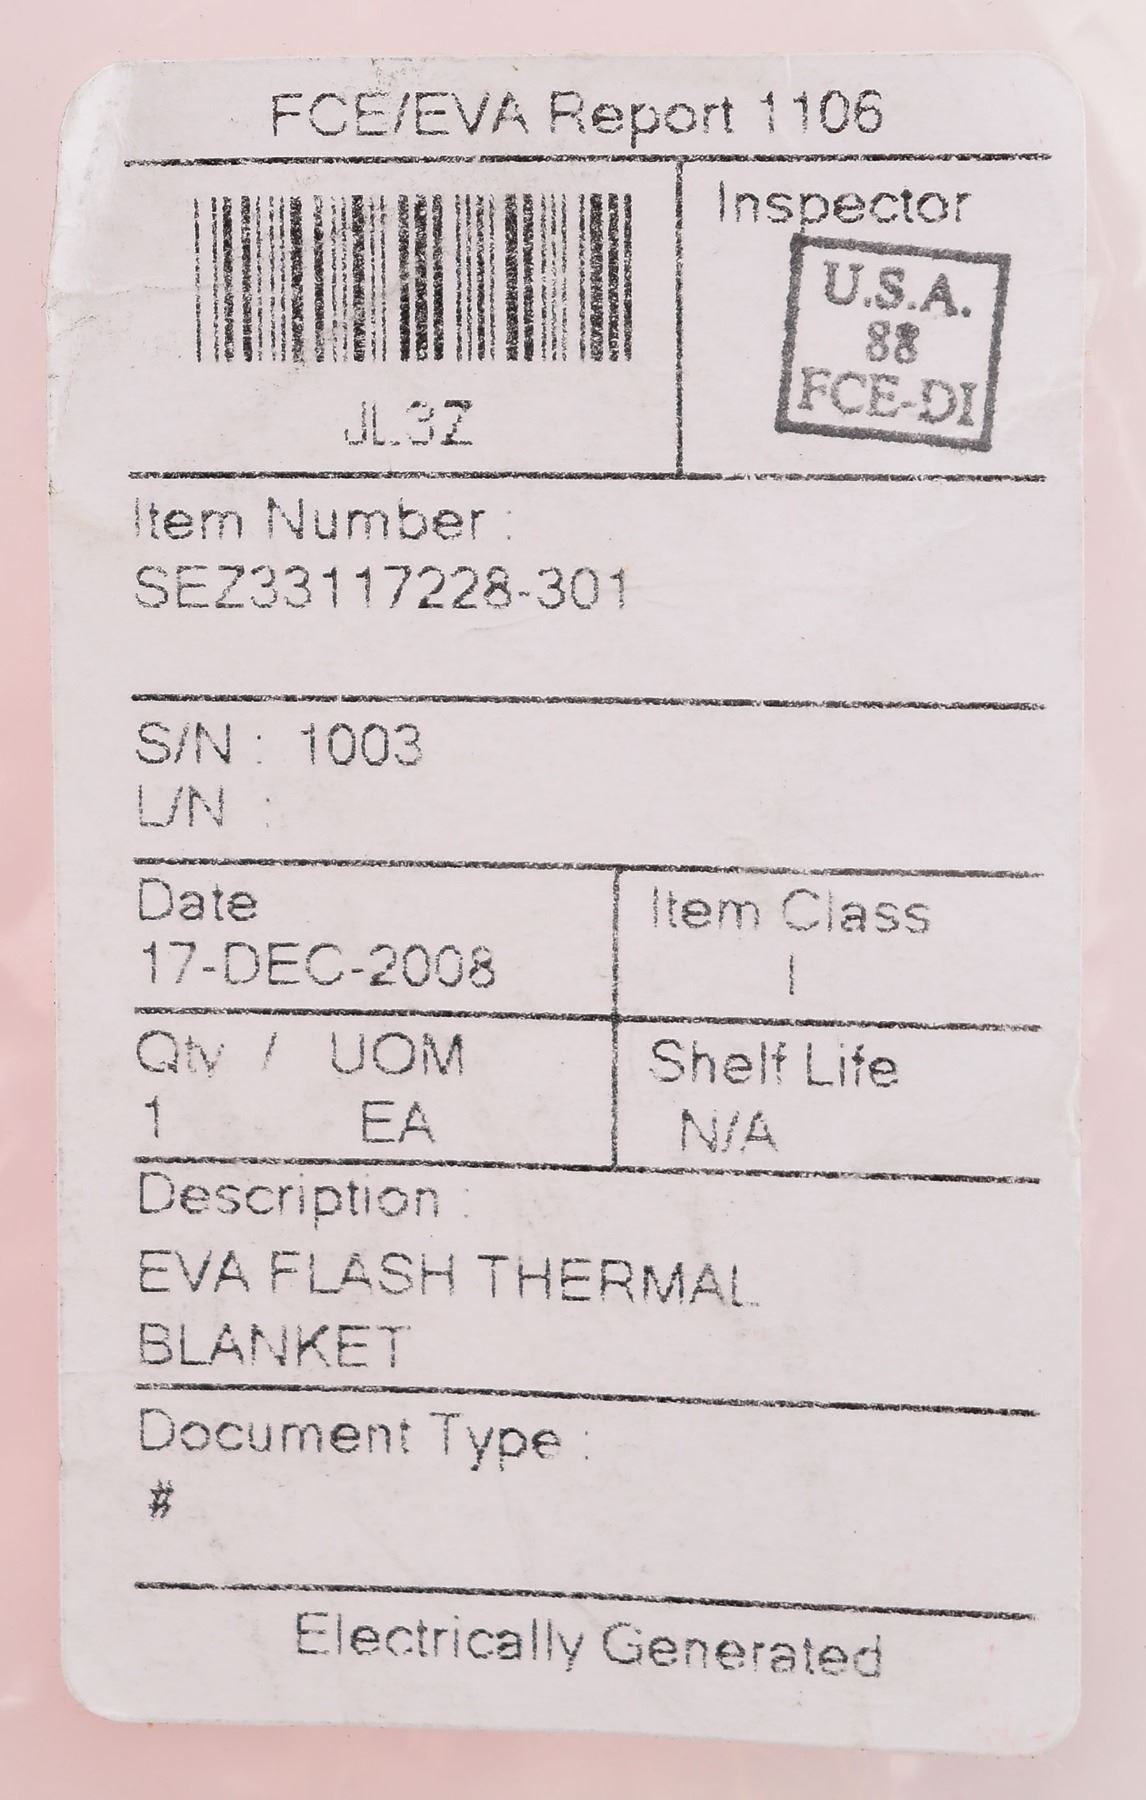 FCE/EVA Report 1106
Inspector
U.S.A.
88
FCE-DI
JL3Z
Item Number :
SEZ33117228-301
S/N : 1003
L/N :
Date
17-DEC-2008
Item Class
I
Qty / UOM
1 EA
Shelf Life
N/A
Description :
EVA FLASH THERMAL
BLANKET
Document Type :
#
Electrically Generated